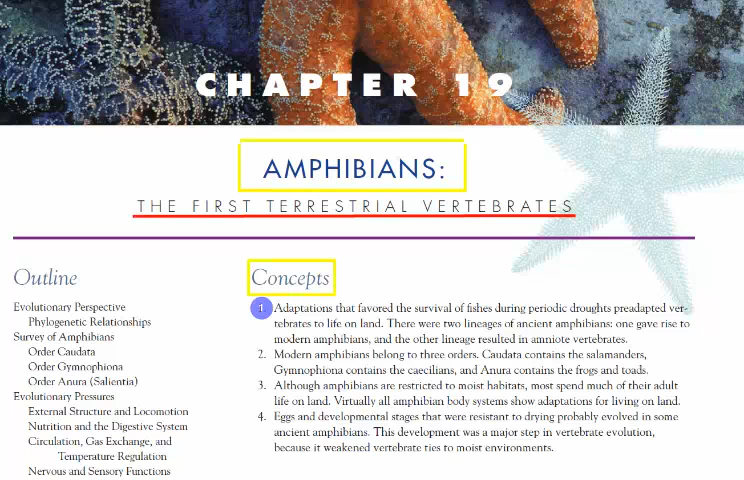 CHAPTER 19
AMPHIBIANS:
THE FIRST TERRESTRIAL VERTEBRATES
Outline
Evolutionary Perspective
Phylogenetic Relationships
Survey of Amphibians
Order Caudata
Order Gymnophiona
Order Anura (Salientia)
Evolutionary Pressures
External Structure and Locomotion
Nutrition and the Digestive System
Circulation, Gas Exchange, and
Temperature Regulation
Nervous and Sensory Functions
Concepts
1 Adaptations that favored the survival of fishes during periodic droughts preadapted ver-
tebrates to life on land. There were two lineages of ancient amphibians: one gave rise to
modern amphibians, and the other lineage resulted in amniote vertebrates.
2. Modern amphibians belong to three orders. Caudata contains the salamanders,
Gymnophiona contains the caecilians, and Anura contains the frogs and toads.
3. Although amphibians are restricted to moist habitats, most spend much of their adult
life on land. Virtually all amphibian body systems show adaptations for living on land.
4. Eggs and developmental stages that were resistant to drying probably evolved in some
ancient amphibians. This development was a major step in vertebrate evolution,
because it weakened vertebrate ties to moist environments.